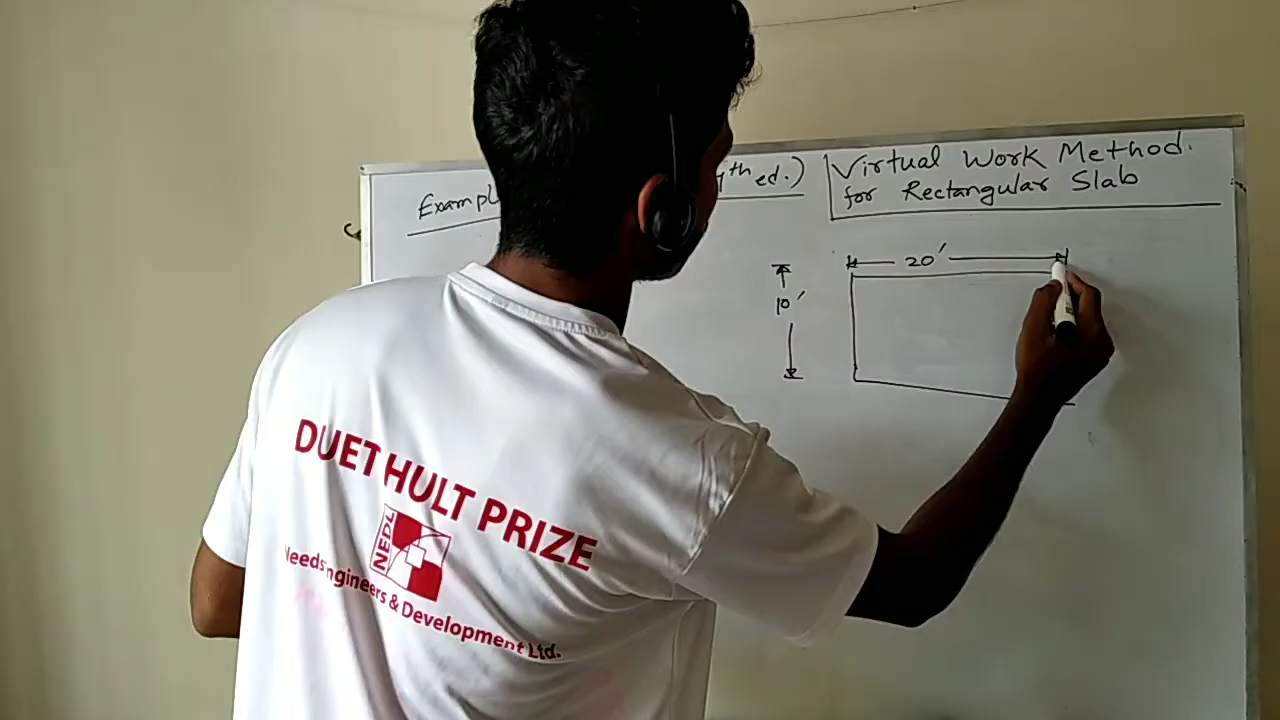 Exampl
th ed.)
Virtual Work Method.
for Rectangular Slab
20'
10'
DUET HULT PRIZE
NEDL
Needs Engineers & Development Ltd.